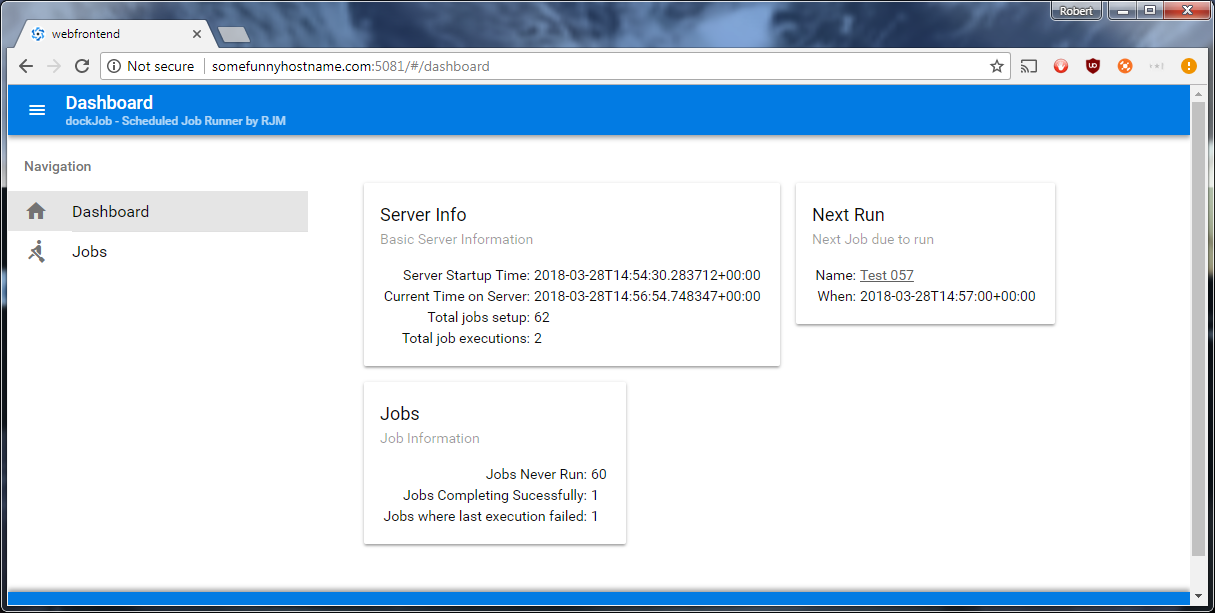 Robert
webfrontend
Not secure somefunnyhostname.com:5081/#/dashboard
Dashboard
dockJob - Scheduled Job Runner by RJM
Navigation
Dashboard
Jobs
Server Info
Basic Server Information
Server Startup Time: 2018-03-28T14:54:30.283712+00:00
Current Time on Server: 2018-03-28T14:56:54.748347+00:00
Total jobs setup: 62
Total job executions: 2
Next Run
Next Job due to run
Name: Test 057
When: 2018-03-28T14:57:00+00:00
Jobs
Job Information
Jobs Never Run: 60
Jobs Completing Sucessfully: 1
Jobs where last execution failed: 1